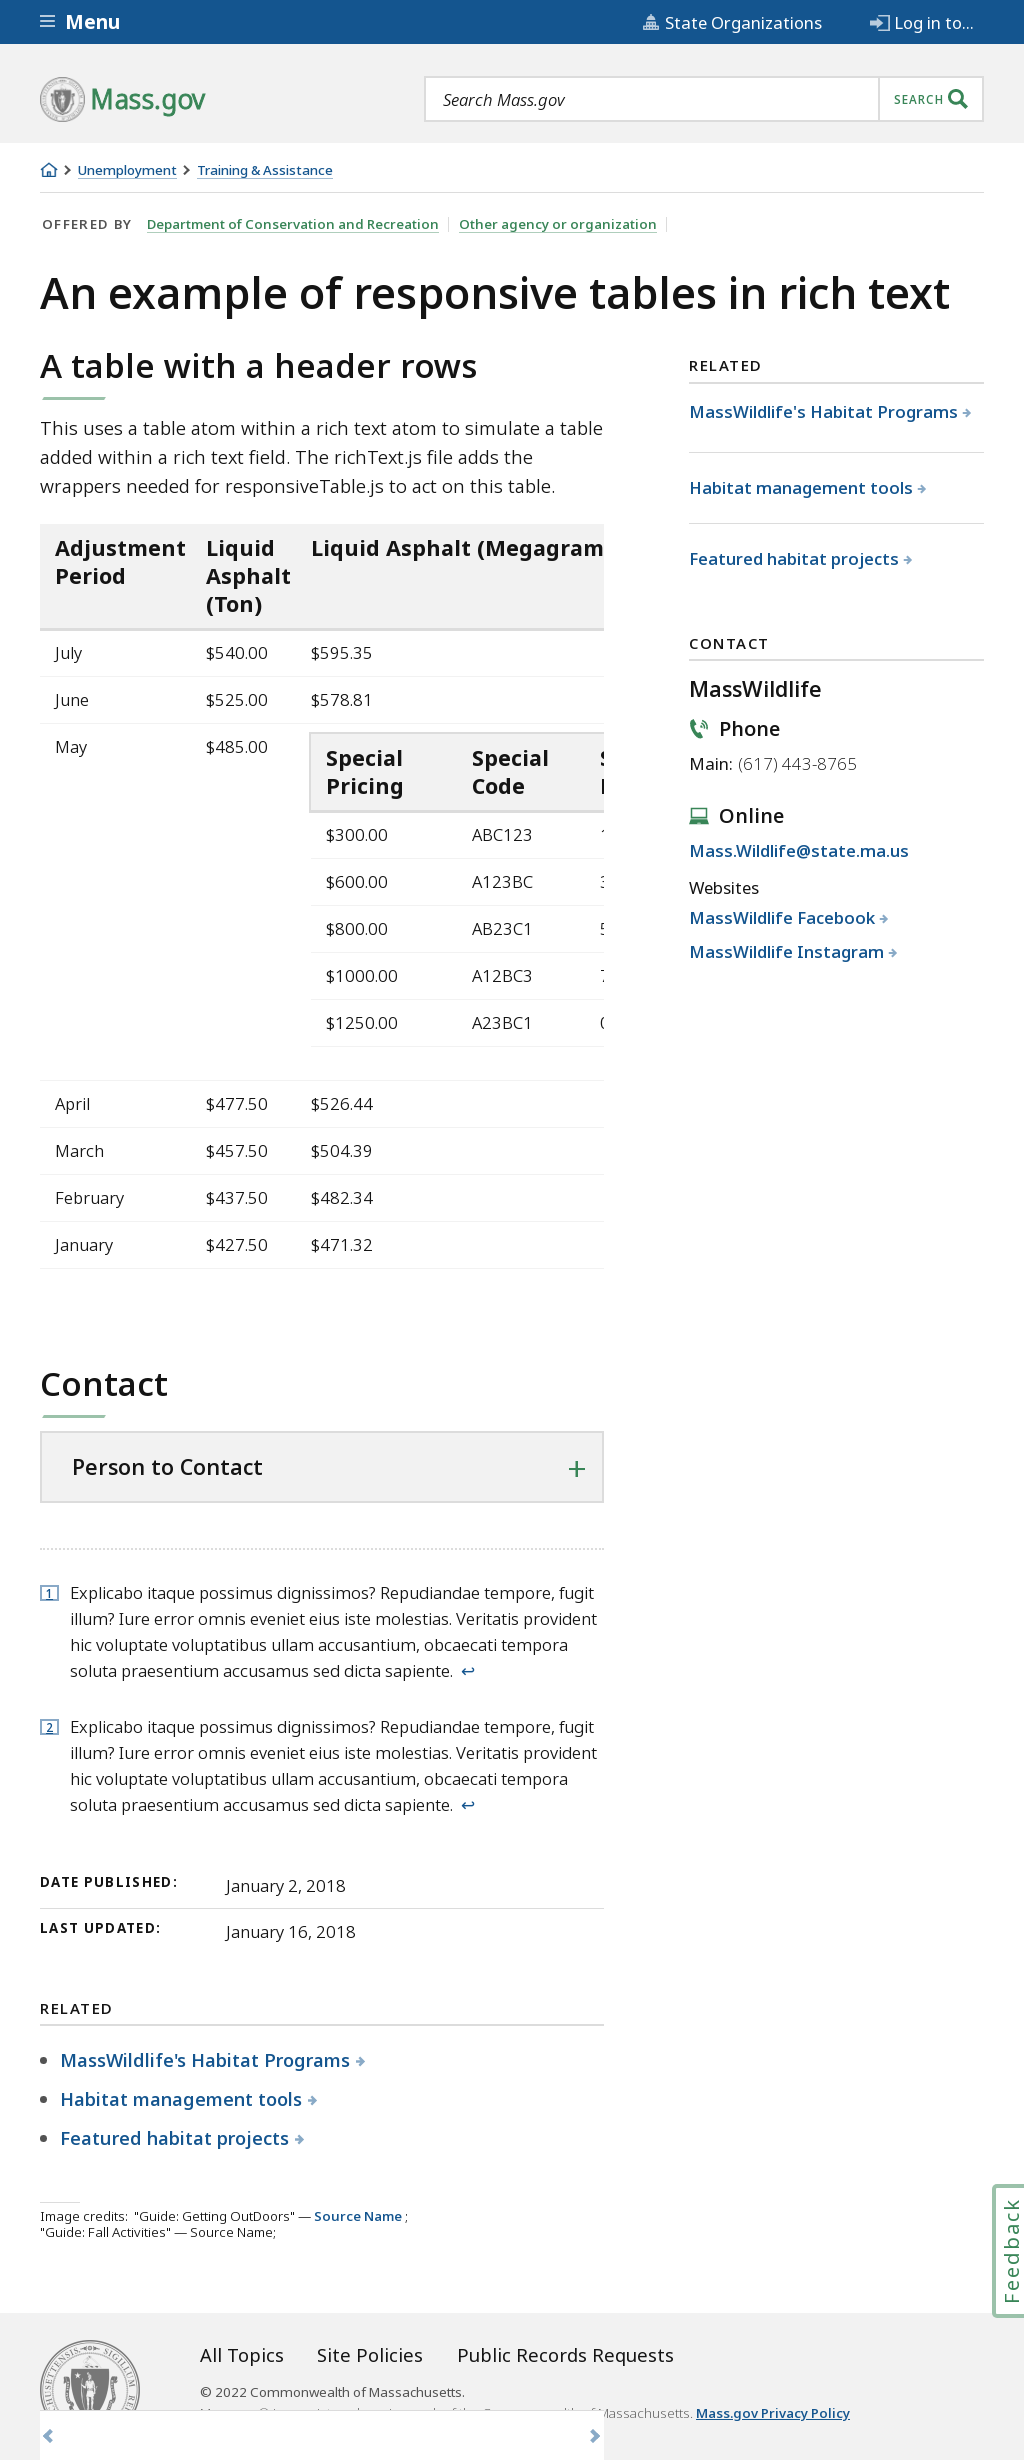 Menu
State Organizations
Log in to...
Mass.gov
Search Mass.gov
SEARCH
Unemployment
Training & Assistance
OFFERED BY Department of Conservation and Recreation Other agency or organization
An example of responsive tables in rich text
A table with a header rows
This uses a table atom within a rich text atom to simulate a table
added within a rich text field. The richText.js file adds the
wrappers needed for responsiveTable.js to act on this table.
Adjustment Period Liquid Asphalt (Ton) Liquid Asphalt (Megagram
July $540.00 $595.35
June $525.00 $578.81
May $485.00
Special Pricing Special Code
$300.00 ABC123
$600.00 A123BC
$800.00 AB23C1
$1000.00 A12BC3
$1250.00 A23BC1
April $477.50 $526.44
March $457.50 $504.39
February $437.50 $482.34
January $427.50 $471.32
RELATED
MassWildlife's Habitat Programs
Habitat management tools
Featured habitat projects
CONTACT
MassWildlife
Phone
Main: (617) 443-8765
Online
Mass.Wildlife@state.ma.us
Websites
MassWildlife Facebook
MassWildlife Instagram
Contact
Person to Contact
1 Explicabo itaque possimus dignissimos? Repudiandae tempore, fugit
illum? Iure error omnis eveniet eius iste molestias. Veritatis provident
hic voluptate voluptatibus ullam accusantium, obcaecati tempora
soluta praesentium accusamus sed dicta sapiente. ↩
2 Explicabo itaque possimus dignissimos? Repudiandae tempore, fugit
illum? Iure error omnis eveniet eius iste molestias. Veritatis provident
hic voluptate voluptatibus ullam accusantium, obcaecati tempora
soluta praesentium accusamus sed dicta sapiente. ↩
DATE PUBLISHED: January 2, 2018
LAST UPDATED: January 16, 2018
RELATED
MassWildlife's Habitat Programs
Habitat management tools
Featured habitat projects
Image credits: "Guide: Getting OutDoors" — Source Name ;
"Guide: Fall Activities" — Source Name;
Feedback
All Topics Site Policies Public Records Requests
© 2022 Commonwealth of Massachusetts.
Massachusetts. Mass.gov Privacy Policy